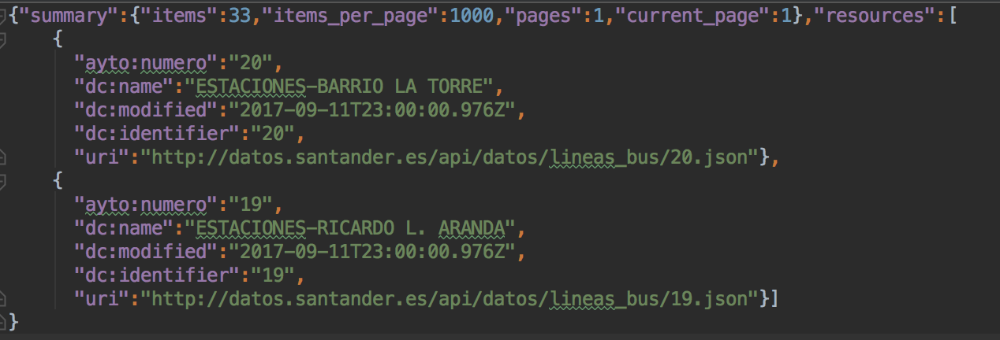 {"summary":{"items":33,"items_per_page":1000,"pages":1,"current_page":1},"resources":[
{
"ayto:numero":"20",
"dc:name":"ESTACIONES-BARRIO LA TORRE",
"dc:modified":"2017-09-11T23:00:00.976Z",
"dc:identifier":"20",
"uri":"http://datos.santander.es/api/datos/lineas_bus/20.json"},
{
"ayto:numero":"19",
"dc:name":"ESTACIONES-RICARDO L. ARANDA",
"dc:modified":"2017-09-11T23:00:00.976Z",
"dc:identifier":"19",
"uri":"http://datos.santander.es/api/datos/lineas_bus/19.json"}]
}